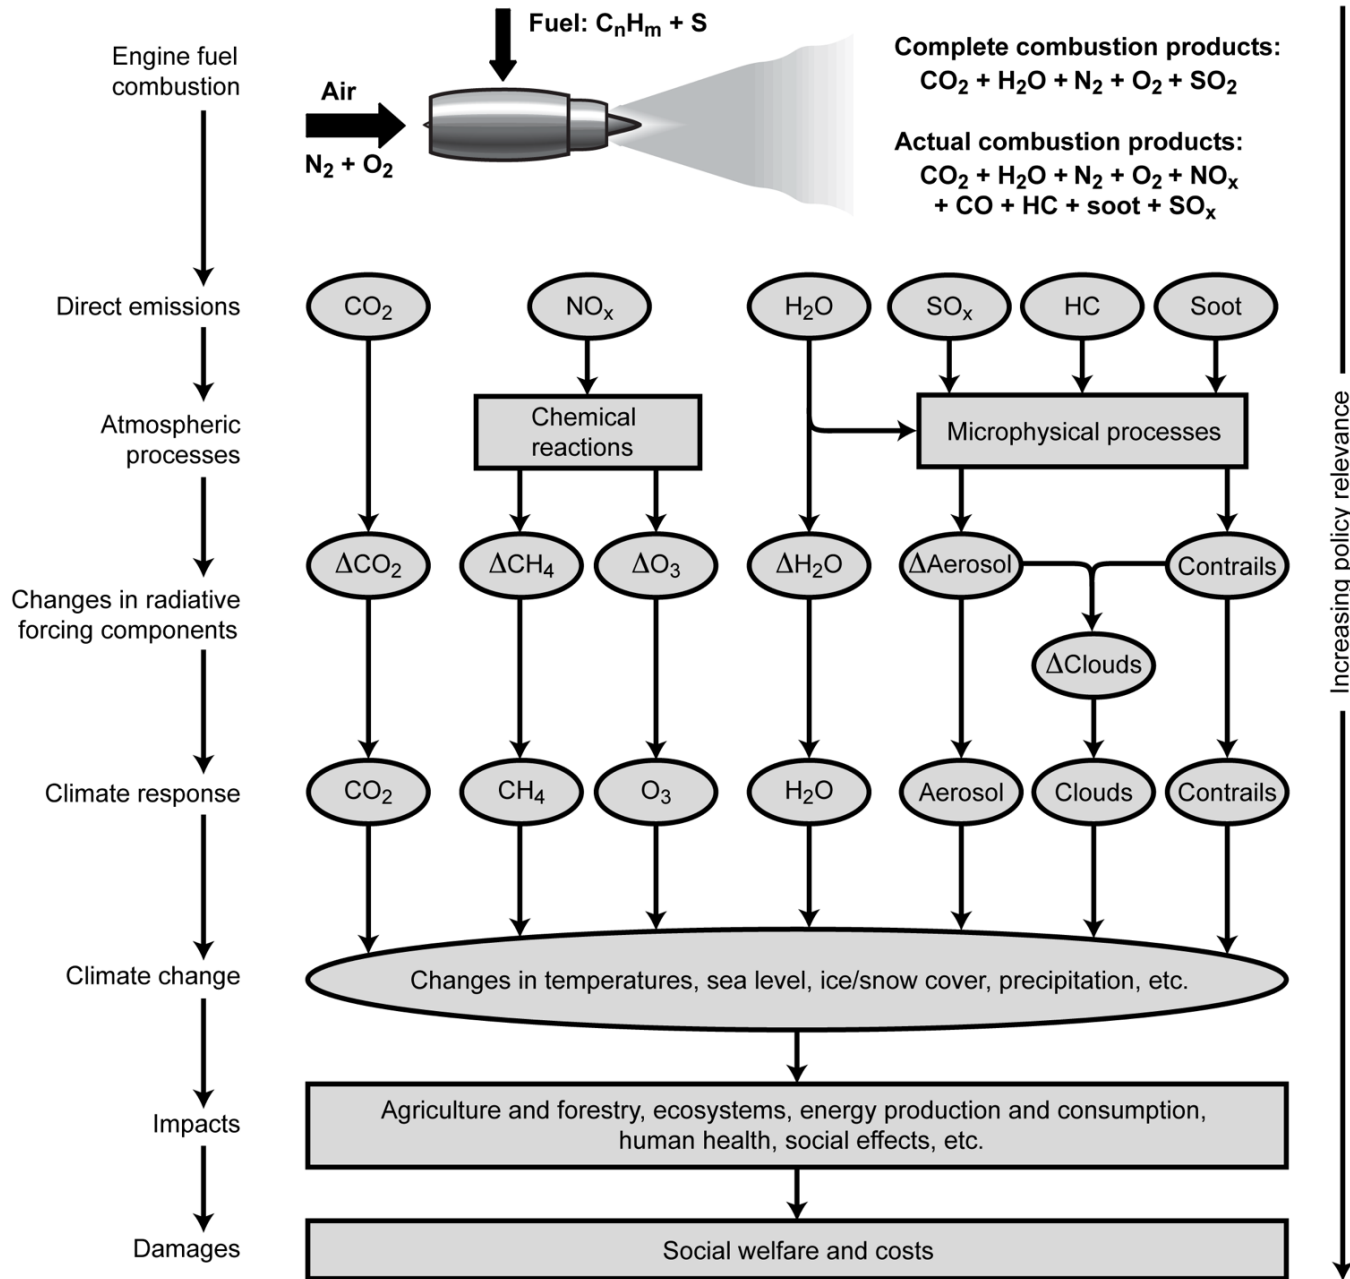 Engine fuel
combustion
Fuel: CnHm + S
Air
N2 + O2
Complete combustion products:
CO2 + H2O + N2 + O2 + SO2
Actual combustion products:
CO2 + H2O + N2 + O2 + NOx
+ CO + HC + soot + SOx
Direct emissions
CO2
NOx
H2O
SOx
HC
Soot
Atmospheric
processes
Chemical
reactions
Microphysical processes
Changes in radiative
forcing components
ΔCO2
ΔCH4
ΔO3
ΔH2O
ΔAerosol
Contrails
ΔClouds
Climate response
CO2
CH4
O3
H2O
Aerosol
Clouds
Contrails
Climate change
Changes in temperatures, sea level, ice/snow cover, precipitation, etc.
Impacts
Agriculture and forestry, ecosystems, energy production and consumption,
human health, social effects, etc.
Damages
Social welfare and costs
Increasing policy relevance